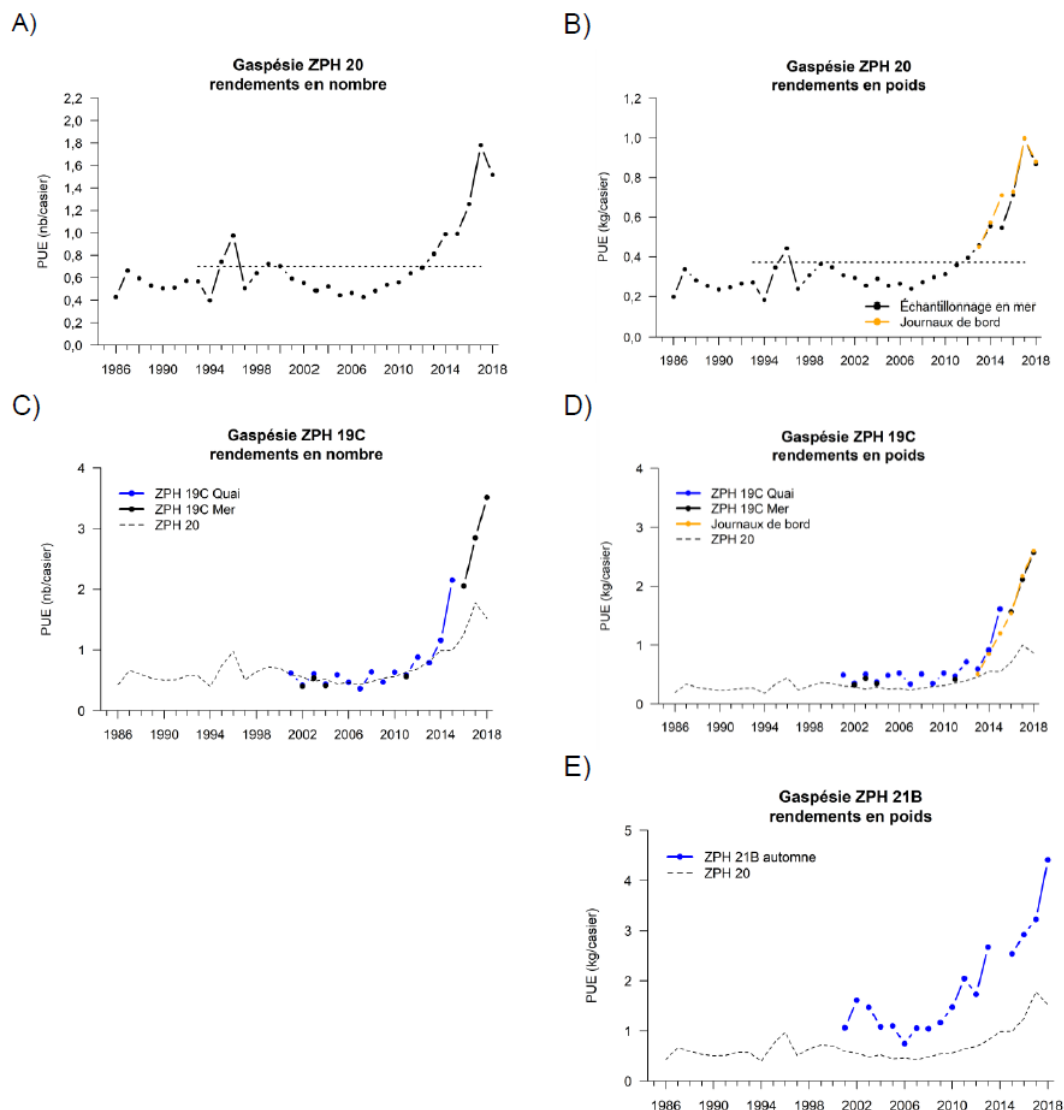 A)
Gaspésie ZPH 20
rendements en nombre
2,2
2,0
1,8
1,6
1,4
1,2
1,0
0,8
0,6
0,4
0,2
0,0
PUE (nb/casier)
1986 1990 1994 1998 2002 2006 2010 2014 2018
B)
Gaspésie ZPH 20
rendements en poids
1,2
1,0
0,8
0,6
0,4
0,2
0,0
PUE (kg/casier)
Échantillonnage en mer
Journaux de bord
1986 1990 1994 1998 2002 2006 2010 2014 2018
C)
Gaspésie ZPH 19C
rendements en nombre
4
3
2
1
0
PUE (nb/casier)
ZPH 19C Quai
ZPH 19C Mer
ZPH 20
1986 1990 1994 1998 2002 2006 2010 2014 2018
D)
Gaspésie ZPH 19C
rendements en poids
4
3
2
1
0
PUE (kg/casier)
ZPH 19C Quai
ZPH 19C Mer
Journaux de bord
ZPH 20
1986 1990 1994 1998 2002 2006 2010 2014 2018
E)
Gaspésie ZPH 21B
rendements en poids
5
4
3
2
1
0
PUE (kg/casier)
ZPH 21B automne
ZPH 20
1986 1990 1994 1998 2002 2006 2010 2014 2018